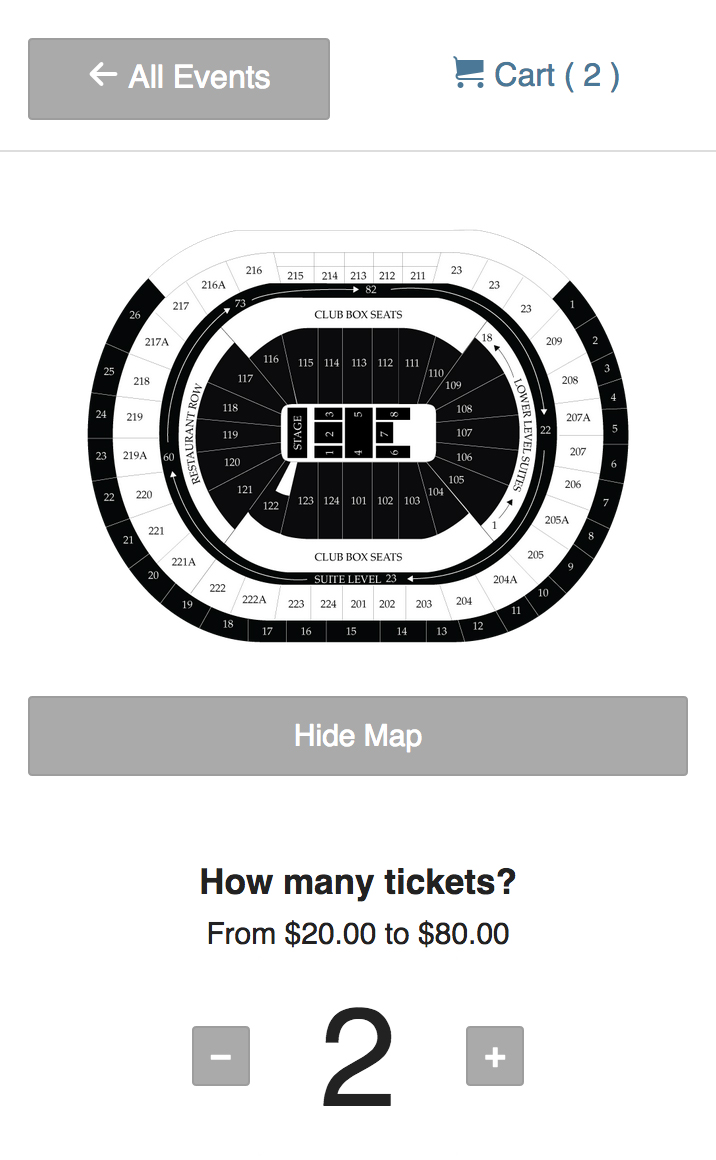 ← All Events
Cart ( 2 )
216 215 214 213 212 211 23
216A 23
73 82
217 23 1
26 CLUB BOX SEATS
217A 18 209 2
116 115 114 113 112 111 110
25 218 117 109 208 3
118 108 4
24 219 RESTAURANT ROW 119 STAGE 3 2 1 5 4 8 7 6 107 LOWER LEVEL SUITES 22 207A 5
23 219A 60 120 106 207 6
22 220 121 105 206 7
122 123 124 101 102 103 104
21 221 1 205A 8
221A CLUB BOX SEATS 205 9
20 222 SUITE LEVEL 23 204A 10
19 222A 223 224 201 202 203 204 11
18 17 16 15 14 13 12
Hide Map
How many tickets?
From $20.00 to $80.00
− 2 +